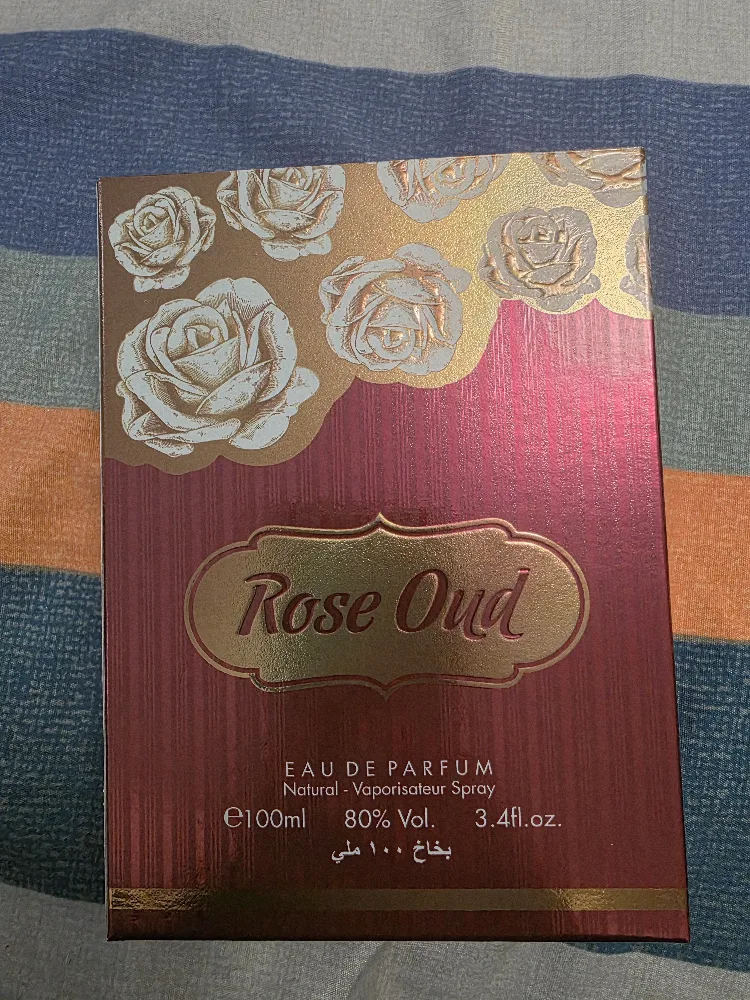 Rose Oud
EAU DE PARFUM
Natural - Vaporisateur Spray
℮100ml 80% Vol. 3.4fl.oz.
بخاخ ١٠٠ ملي